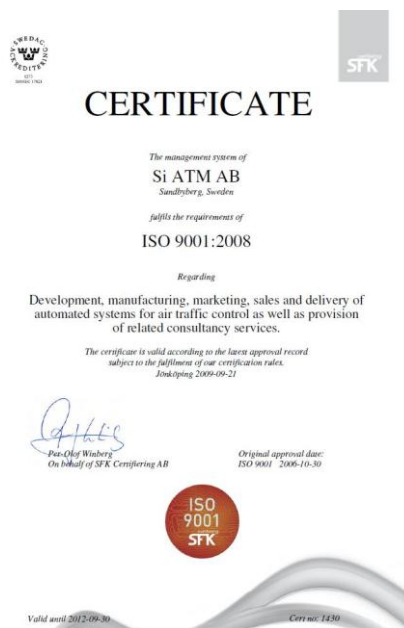 SWEDAC
ACKREDITERING
SFK
CERTIFICATE
The management system of
Si ATM AB
Sundbyberg, Sweden
fulfils the requirements of
ISO 9001:2008
Regarding
Development, manufacturing, marketing, sales and delivery of
automated systems for air traffic control as well as provision
of related consultancy services.
The certificate is valid according to the latest approval record
subject to the fulfilment of our certification rules.
Jönköping 2009-09-21
Per-Olof Winberg
On behalf of SFK Certifiering AB
Original approval date:
ISO 9001 2006-10-30
ISO
9001
SFK
Valid until 2012-09-30
Cert no: 1430